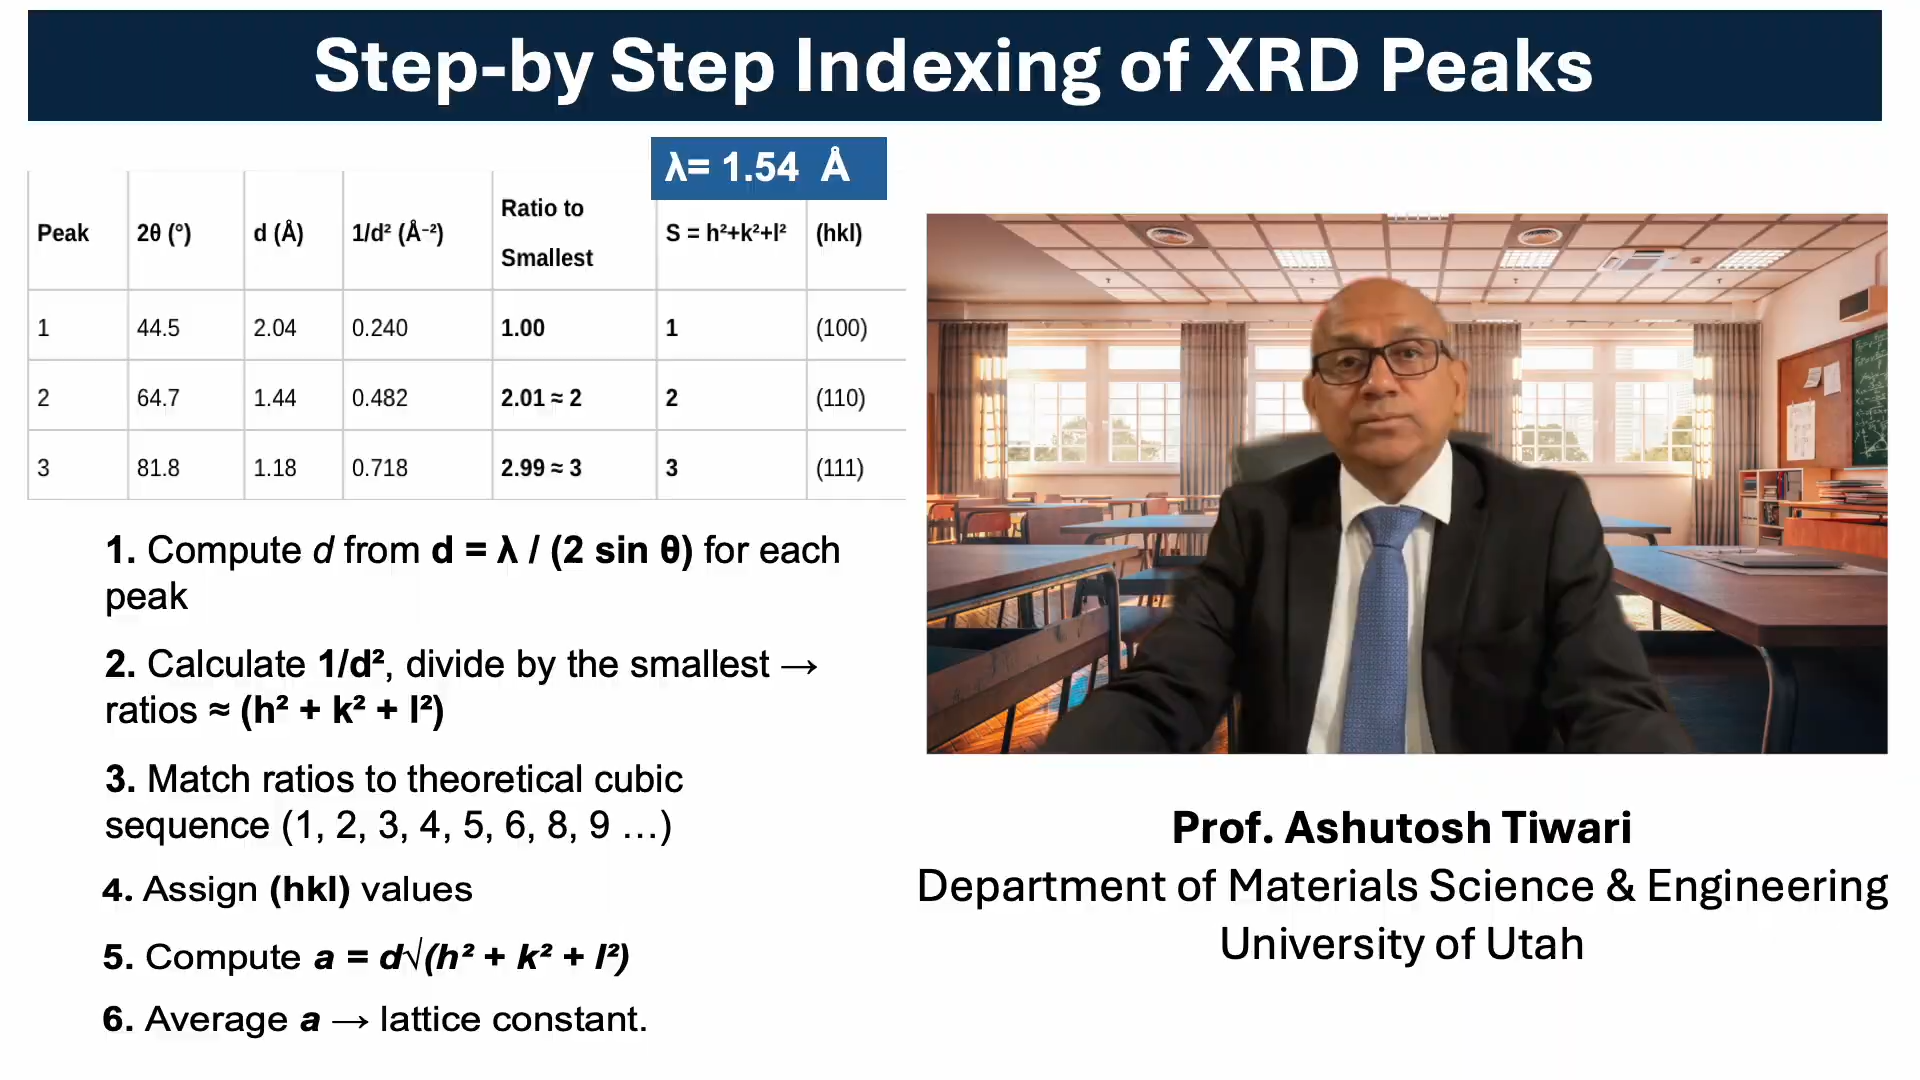 Step-by Step Indexing of XRD Peaks
λ= 1.54 Å
Peak 2θ (°) d (Å) 1/d² (Å⁻²) Ratio to Smallest S = h²+k²+l² (hkl)
1 44.5 2.04 0.240 1.00 1 (100)
2 64.7 1.44 0.482 2.01 ≈ 2 2 (110)
3 81.8 1.18 0.718 2.99 ≈ 3 3 (111)
1. Compute d from d = λ / (2 sin θ) for each
peak
2. Calculate 1/d², divide by the smallest →
ratios ≈ (h² + k² + l²)
3. Match ratios to theoretical cubic
sequence (1, 2, 3, 4, 5, 6, 8, 9 …)
4. Assign (hkl) values
5. Compute a = d√(h² + k² + l²)
6. Average a → lattice constant.
Prof. Ashutosh Tiwari
Department of Materials Science & Engineering
University of Utah